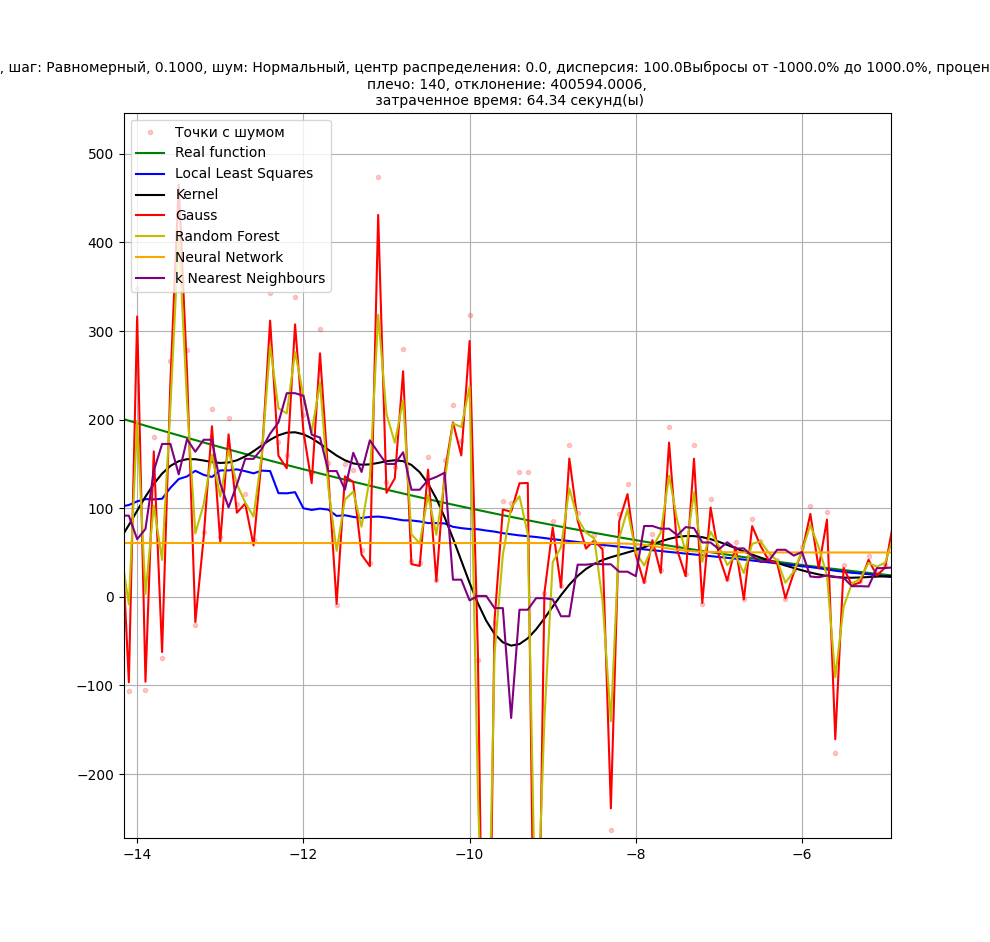 , шаг: Равномерный, 0.1000, шум: Нормальный, центр распределения: 0.0, дисперсия: 100.0Выбросы от -1000.0% до 1000.0%, процен
плечо: 140, отклонение: 400594.0006,
затраченное время: 64.34 секунд(ы)
Точки с шумом
Real function
Local Least Squares
Kernel
Gauss
Random Forest
Neural Network
k Nearest Neighbours
500
400
300
200
100
0
−100
−200
−14
−12
−10
−8
−6